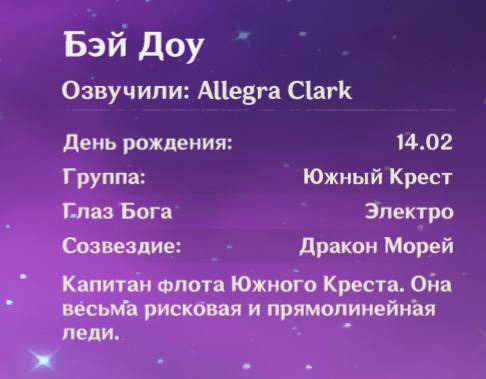 Бэй Доу
Озвучили: Allegra Clark
День рождения: 14.02
Группа: Южный Крест
Глаз Бога Электро
Созвездие: Дракон Морей
Капитан флота Южного Креста. Она
весьма рисковая и прямолинейная
леди.